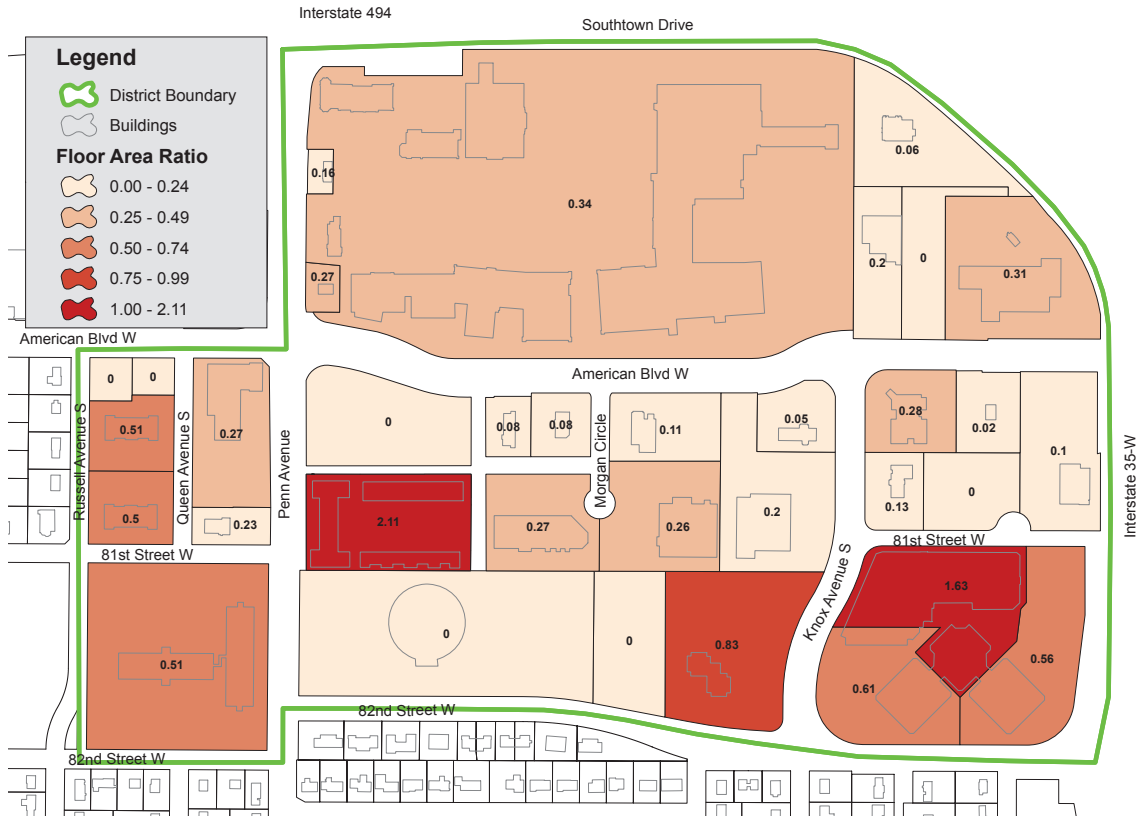 Interstate 494
Southtown Drive
Legend
District Boundary
Buildings
Floor Area Ratio
0.00 - 0.24
0.25 - 0.49
0.50 - 0.74
0.75 - 0.99
1.00 - 2.11
0.06
0.16
0.34
0.2
0
0.31
0.27
American Blvd W
American Blvd W
0
0
0.51
0.27
0.5
0.23
Russell Avenue S
Queen Avenue S
Penn Avenue
0
0.08
0.08
Morgan Circle
0.11
0.05
0.28
0.02
0.1
Interstate 35-W
2.11
0.27
0.26
0.2
0.13
0
81st Street W
81st Street W
Knox Avenue S
0.51
0
0
0.83
1.63
0.61
0.56
82nd Street W
82nd Street W